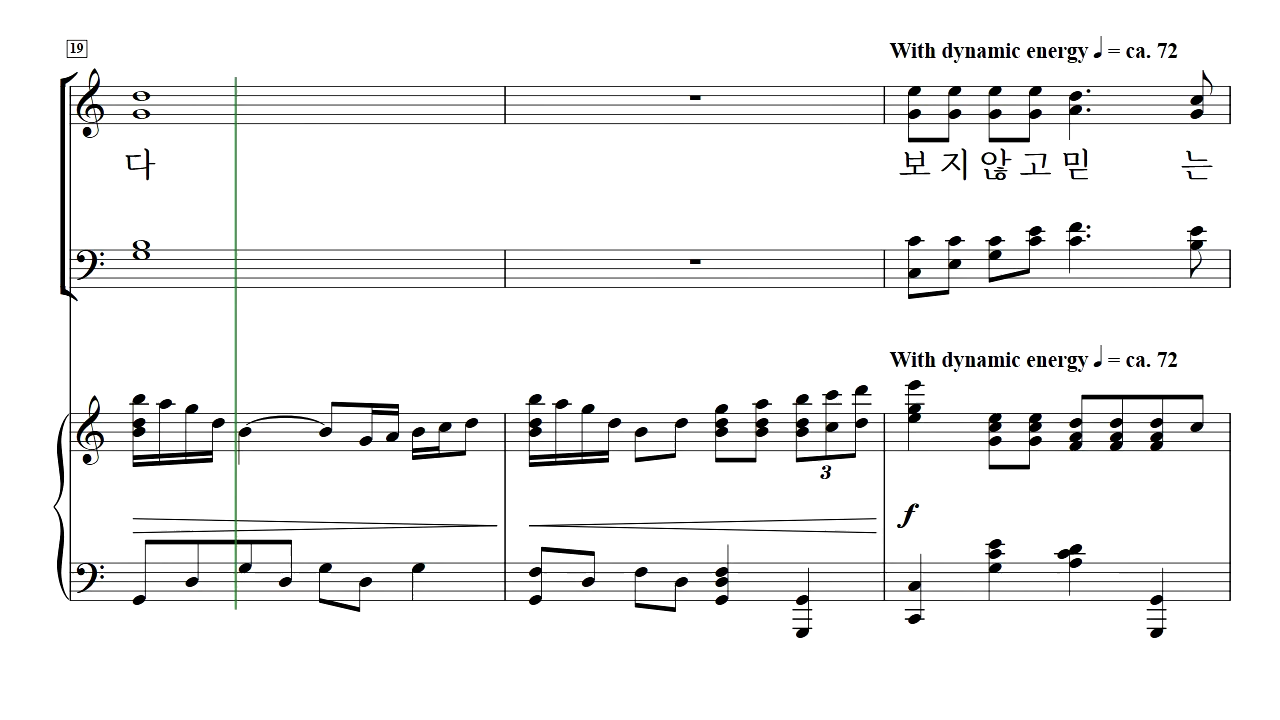 19
With dynamic energy ♩ = ca. 72
다 보지않고믿 는
With dynamic energy ♩ = ca. 72
3
f